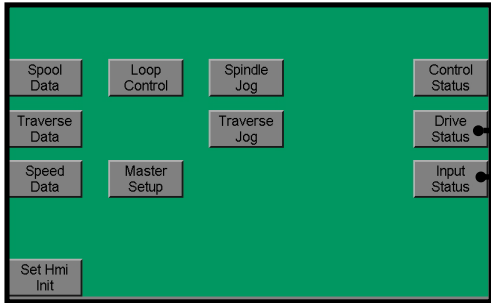 Spool
Data
Loop
Control
Spindle
Jog
Control
Status
Traverse
Data
Traverse
Jog
Drive
Status
Speed
Data
Master
Setup
Input
Status
Set Hmi
Init